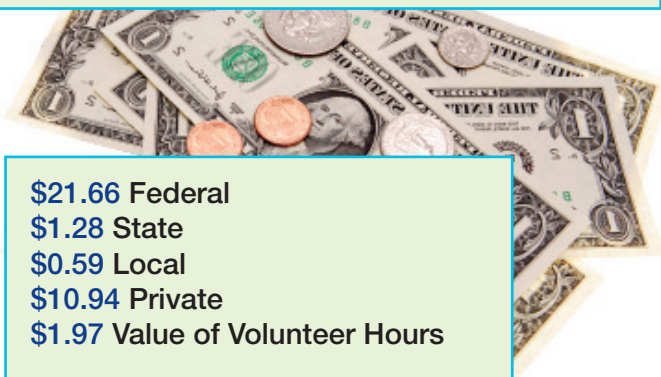 $21.66 Federal
$1.28 State
$0.59 Local
$10.94 Private
$1.97 Value of Volunteer Hours